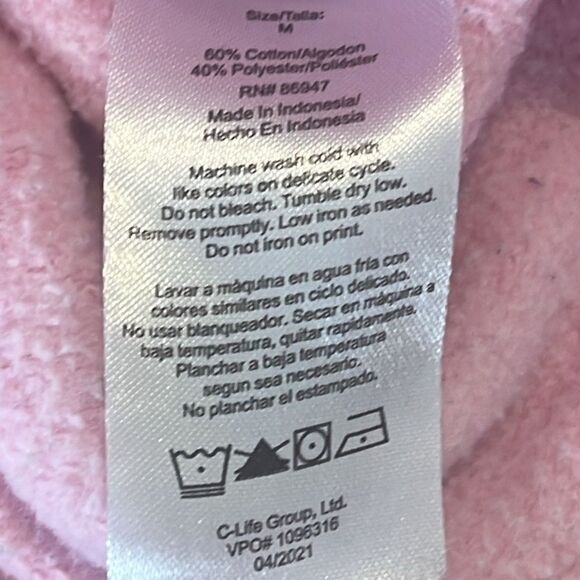 Size/Talla:
M
60% Cotton/Algodon
40% Polyester/Poliéster
RN# 86947
Made In Indonesia/
Hecho En Indonesia
Machine wash cold with
like colors on delicate cycle.
Do not bleach. Tumble dry low.
Remove promptly. Low iron as needed.
Do not iron on print.
Lavar a màquina en agua fría con
colores similares en ciclo delicado.
No usar blanqueador. Secar en màquina a
baja temperatura, quitar rapidamente.
Planchar a baja temperatura
segun sea necesario.
No planchar el estampado.
C-Life Group, Ltd.
VPO# 1096316
04/2021